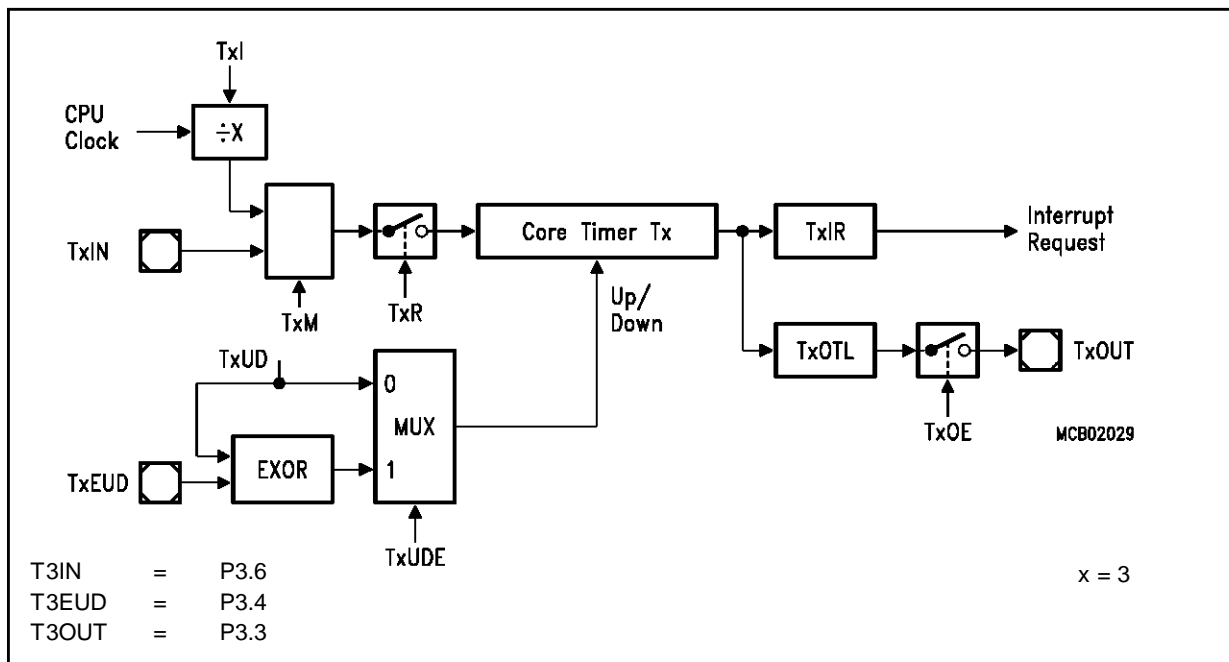 TxI
CPU
Clock
÷X
TxIN
TxM
TxR
Core Timer Tx
TxIR
Interrupt
Request
Up/
Down
TxUD
0
MUX
1
EXOR
TxEUD
TxUDE
TxOTL
TxOUT
TxOE
MCB02029
T3IN = P3.6
T3EUD = P3.4
T3OUT = P3.3
x = 3